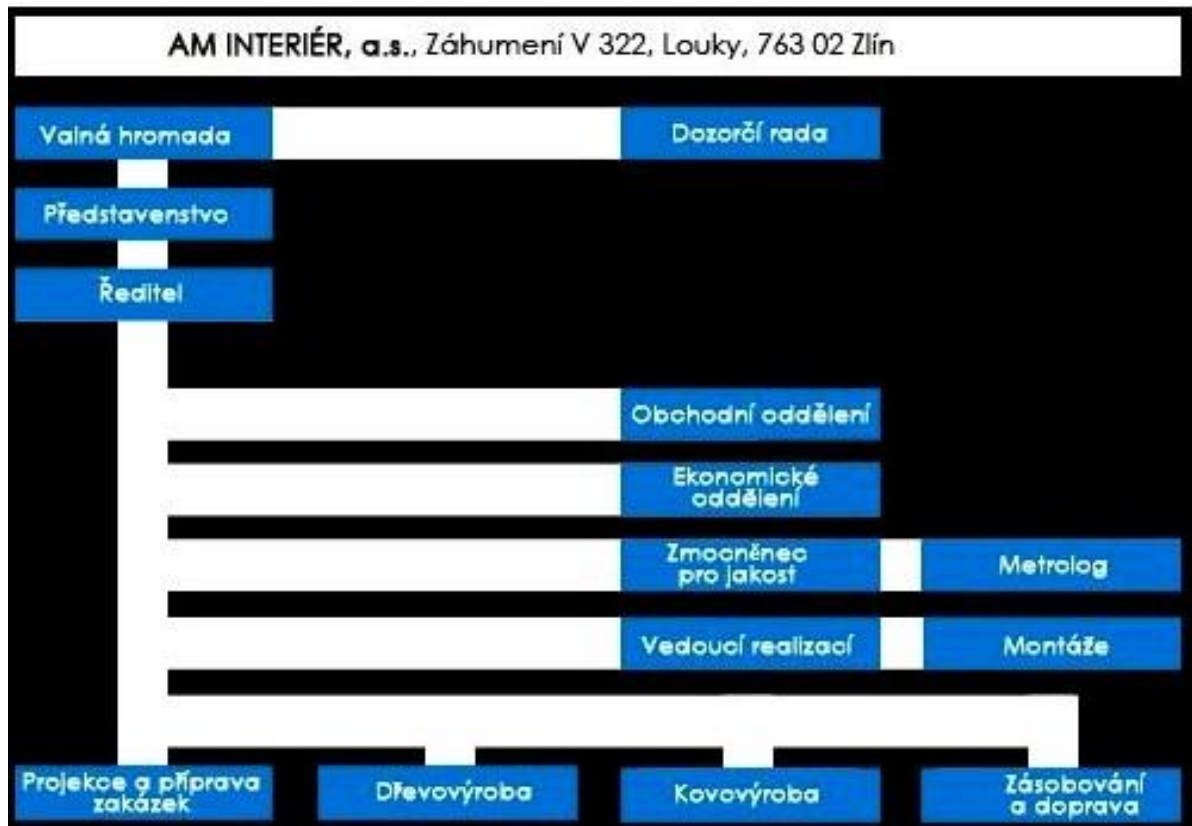 AM INTERIÉR, a.s., Záhumení V 322, Louky, 763 02 Zlín
Valná hromada
Dozorčí rada
Představenstvo
Ředitel
Obchodní oddělení
Ekonomické
oddělení
Zmocněnec
pro jakost
Metrolog
Vedoucí realizací
Montáže
Projekce a příprava
zakázek
Dřevovýroba
Kovovýroba
Zásobování
a doprava